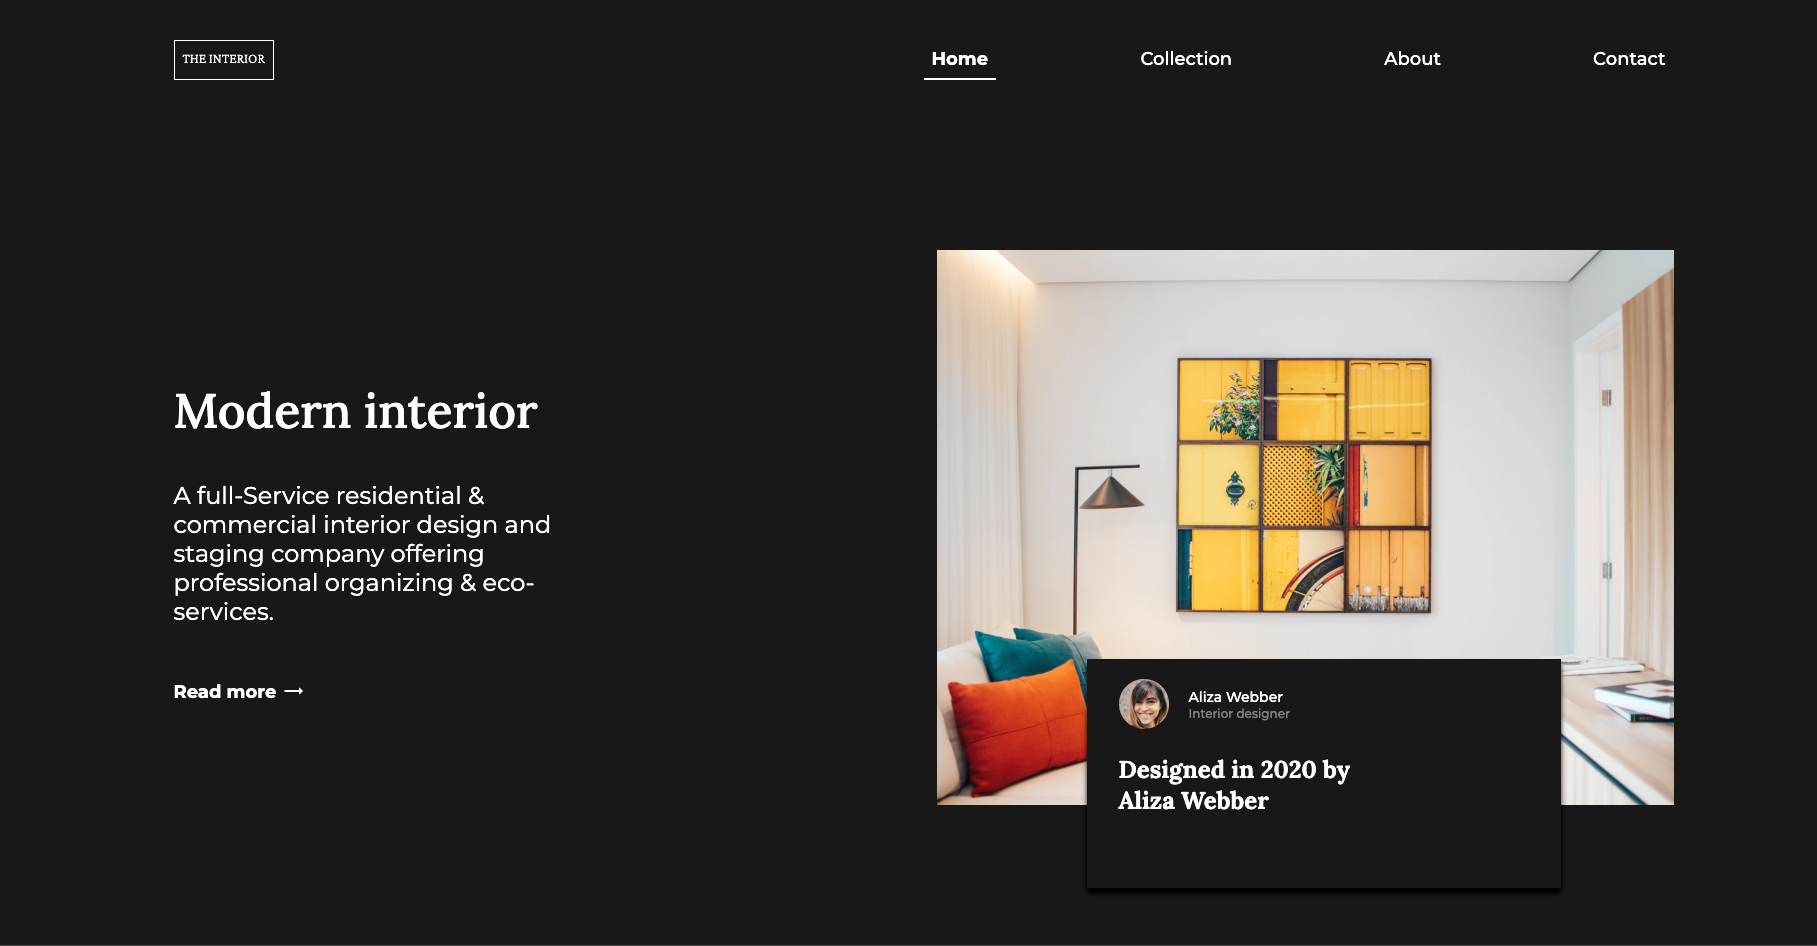 THE INTERIOR
Home
Collection
About
Contact
Modern interior
A full-Service residential &
commercial interior design and
staging company offering
professional organizing & eco-
services.
Read more
Aliza Webber
Interior designer
Designed in 2020 by
Aliza Webber